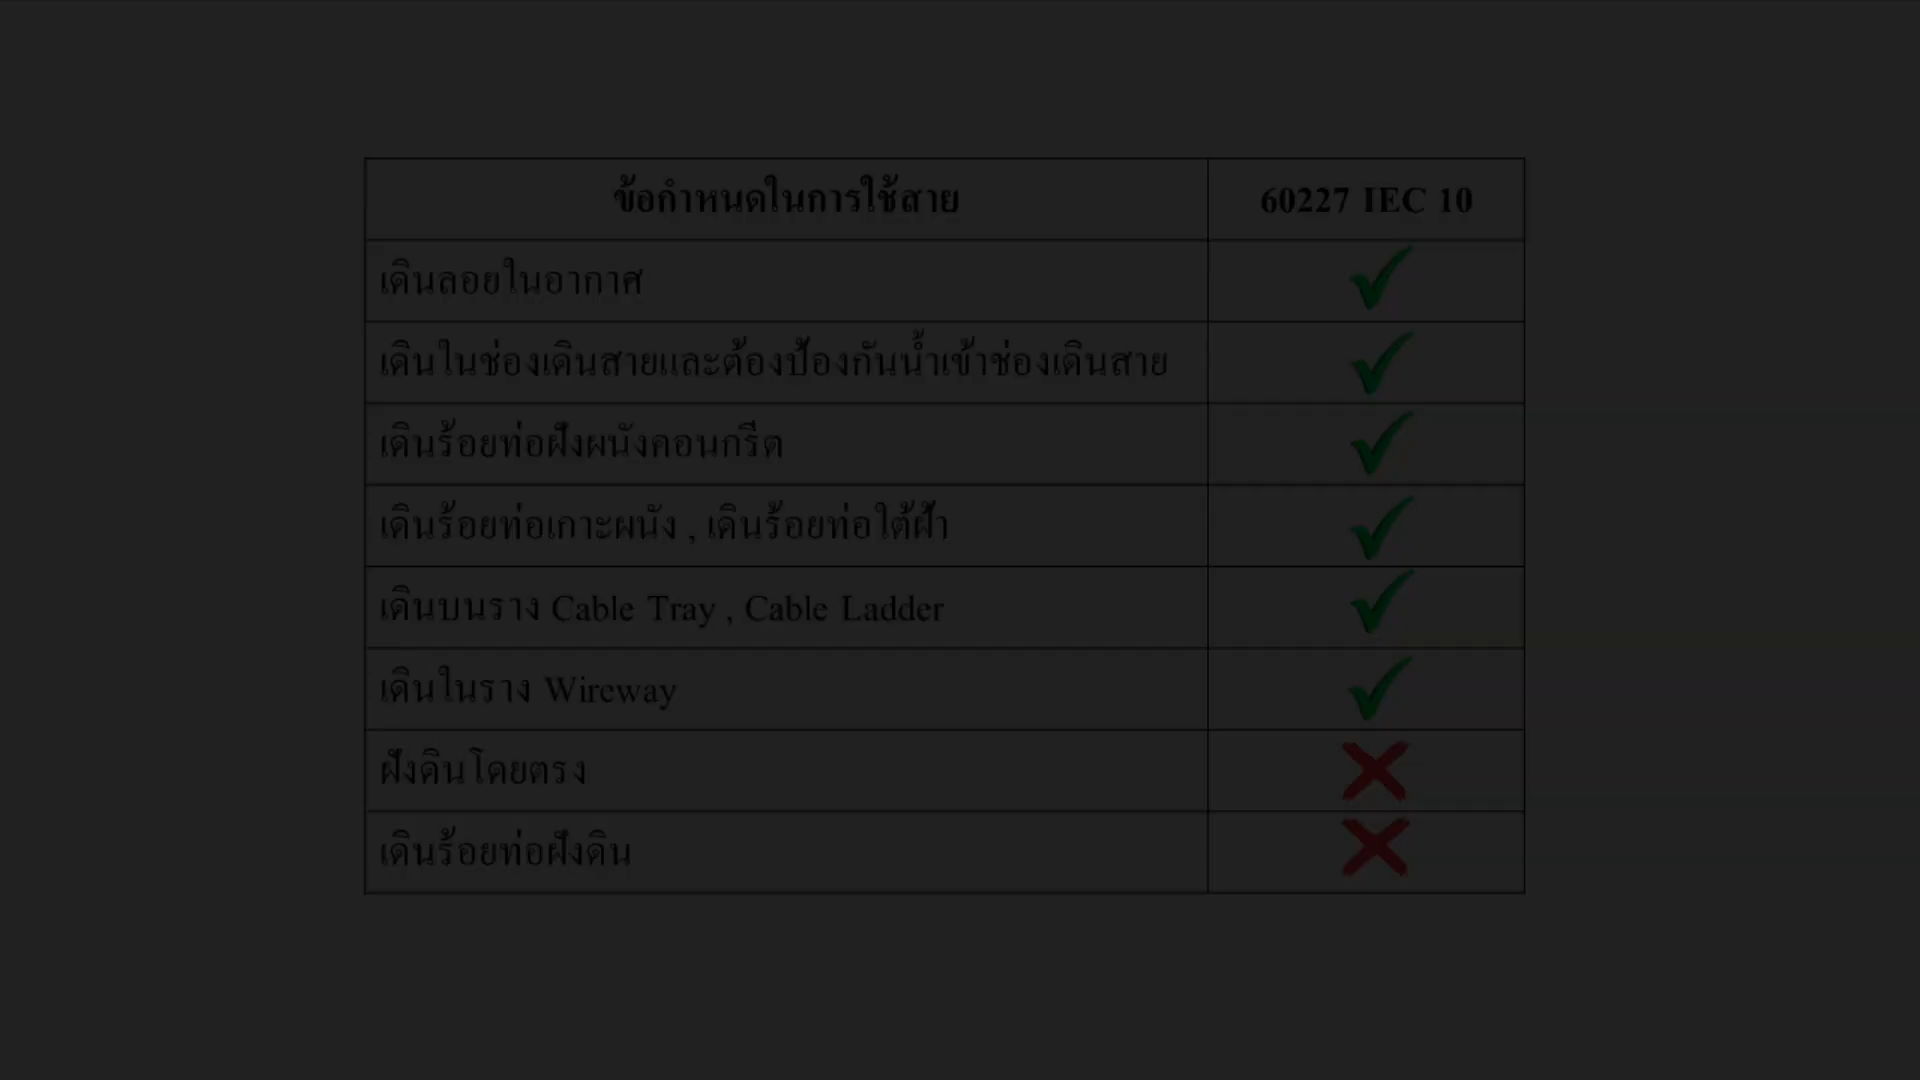 ข้อกำหนดในการใช้สาย 60227 IEC 10
เดินลอยในอากาศ
เดินในช่องเดินสายและต้องป้องกันน้ำเข้าช่องเดินสาย
เดินร้อยท่อฝังผนังคอนกรีต
เดินร้อยท่อเกาะผนัง , เดินร้อยท่อใต้ฝ้า
เดินบนราง Cable Tray , Cable Ladder
เดินในราง Wireway
ฝังดินโดยตรง
เดินร้อยท่อฝังดิน